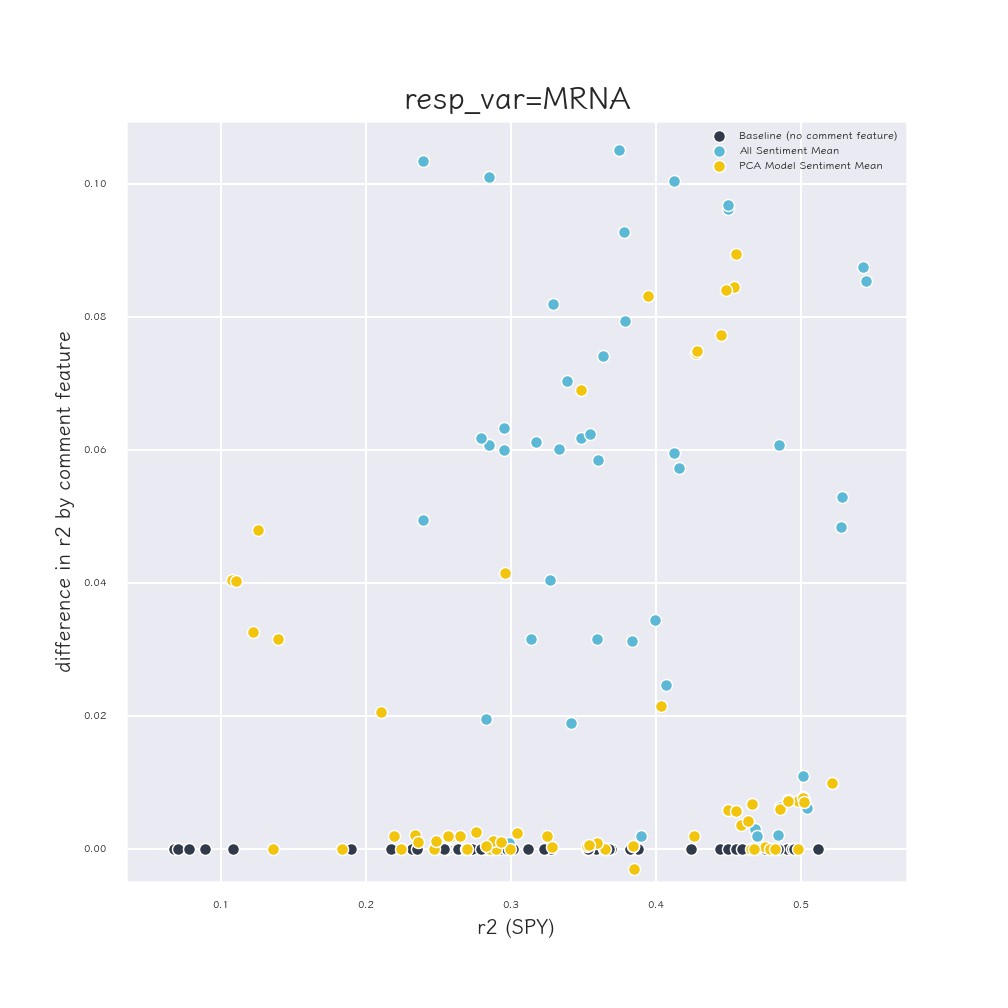 resp_var=MRNA
Baseline (no comment feature)
All Sentiment Mean
PCA Model Sentiment Mean
difference in r2 by comment feature
0.10
0.08
0.06
0.04
0.02
0.00
0.1 0.2 0.3 0.4 0.5
r2 (SPY)